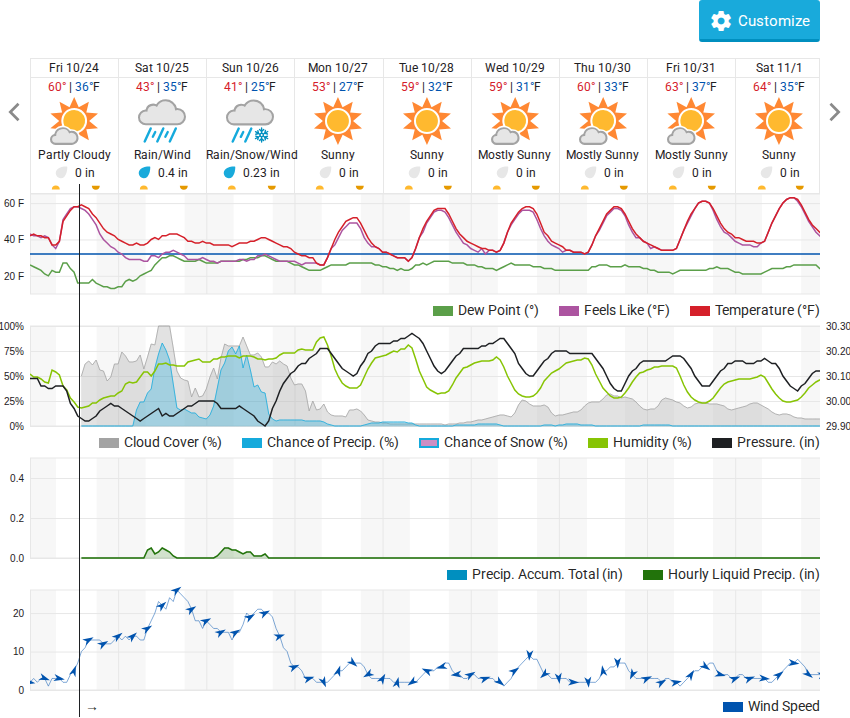 Customize
Fri 10/24 Sat 10/25 Sun 10/26 Mon 10/27 Tue 10/28 Wed 10/29 Thu 10/30 Fri 10/31 Sat 11/1
60° | 36°F 43° | 35°F 41° | 25°F 53° | 27°F 59° | 32°F 59° | 31°F 60° | 33°F 63° | 37°F 64° | 35°F
Partly Cloudy Rain/Wind Rain/Snow/Wind Sunny Sunny Mostly Sunny Mostly Sunny Mostly Sunny Sunny
0 in 0.4 in 0.23 in 0 in 0 in 0 in 0 in 0 in 0 in
60 F
40 F
20 F
Dew Point (°) Feels Like (°F) Temperature (°F)
100% 30.30
75% 30.20
50% 30.10
25% 30.00
0% 29.90
Cloud Cover (%) Chance of Precip. (%) Chance of Snow (%) Humidity (%) Pressure. (in)
0.4
0.2
0.0
Precip. Accum. Total (in) Hourly Liquid Precip. (in)
20
10
0
→ Wind Speed